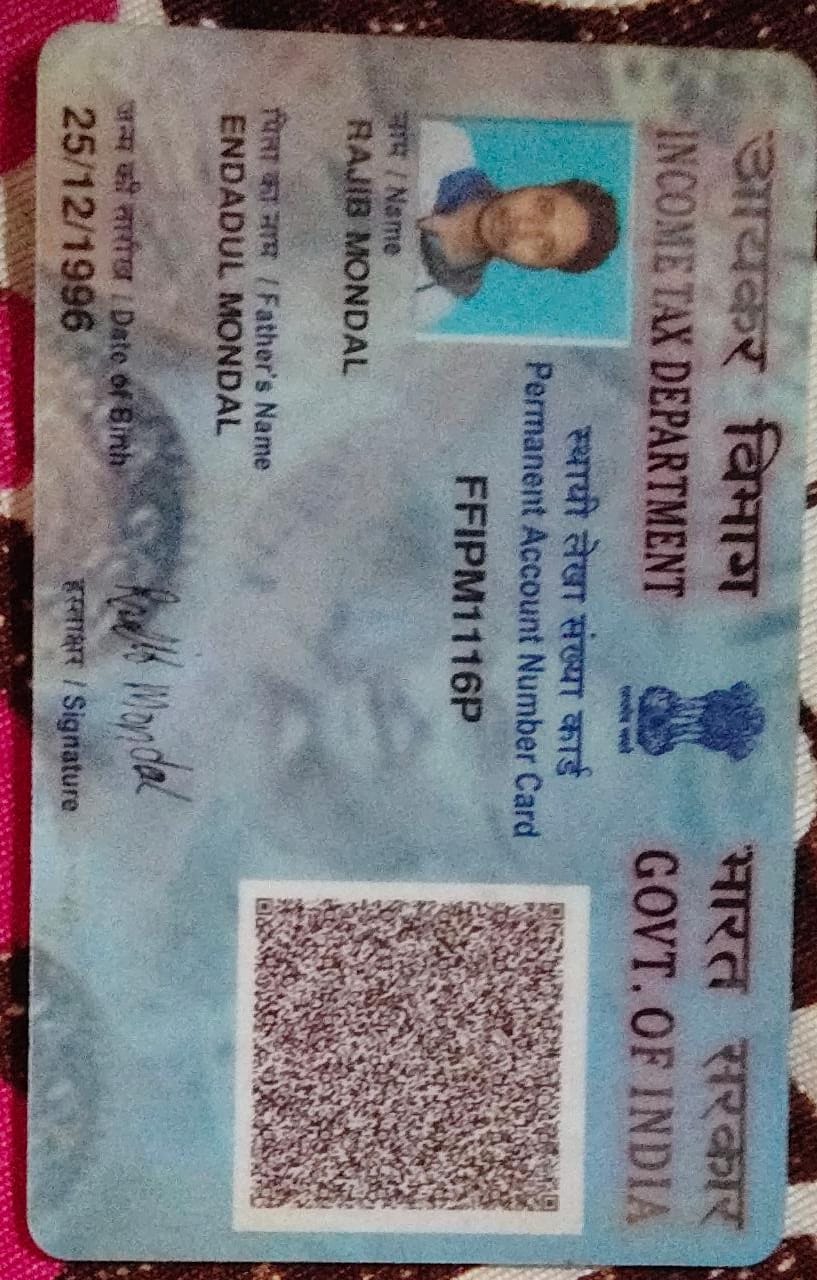 आयकर विभाग
INCOME TAX DEPARTMENT
भारत सरकार
GOVT. OF INDIA
सत्यमेव जयते
स्थायी लेखा संख्या कार्ड
Permanent Account Number Card
FFIPM1116P
नाम / Name
RAJIB MONDAL
पिता का नाम / Father's Name
ENDADUL MONDAL
जन्म की तारीख / Date of Birth
25/12/1996
Rajib Mondal
हस्ताक्षर / Signature